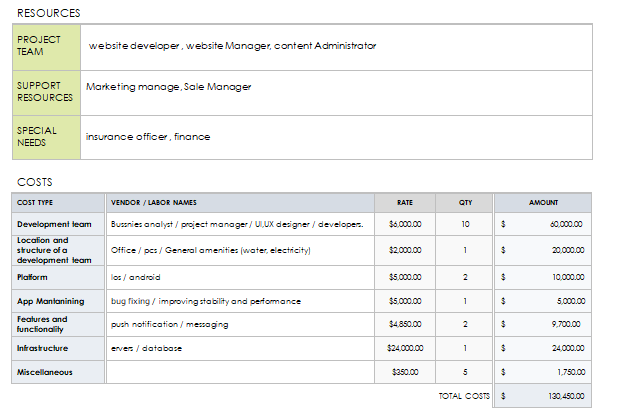 RESOURCES
PROJECT TEAM
website developer, website Manager, content Administrator
SUPPORT RESOURCES
Marketing manage, Sale Manager
SPECIAL NEEDS
insurance officer, finance
COSTS
COST TYPE VENDOR / LABOR NAMES RATE QTY AMOUNT
Development team Bussnies analyst / project manager / UI,UX designer / developers. $6,000.00 10 $ 60,000.00
Location and structure of a development team Office / pcs / General amenities (water, electricity) $2,000.00 1 $ 20,000.00
Platform Ios / android $5,000.00 2 $ 10,000.00
App Mantanining bug fixing / improving stability and performance $5,000.00 1 $ 5,000.00
Features and functionality push notification / messaging $4,850.00 2 $ 9,700.00
Infrastructure ervers / database $24,000.00 1 $ 24,000.00
Miscellaneous $350.00 5 $ 1,750.00
TOTAL COSTS $ 130,450.00